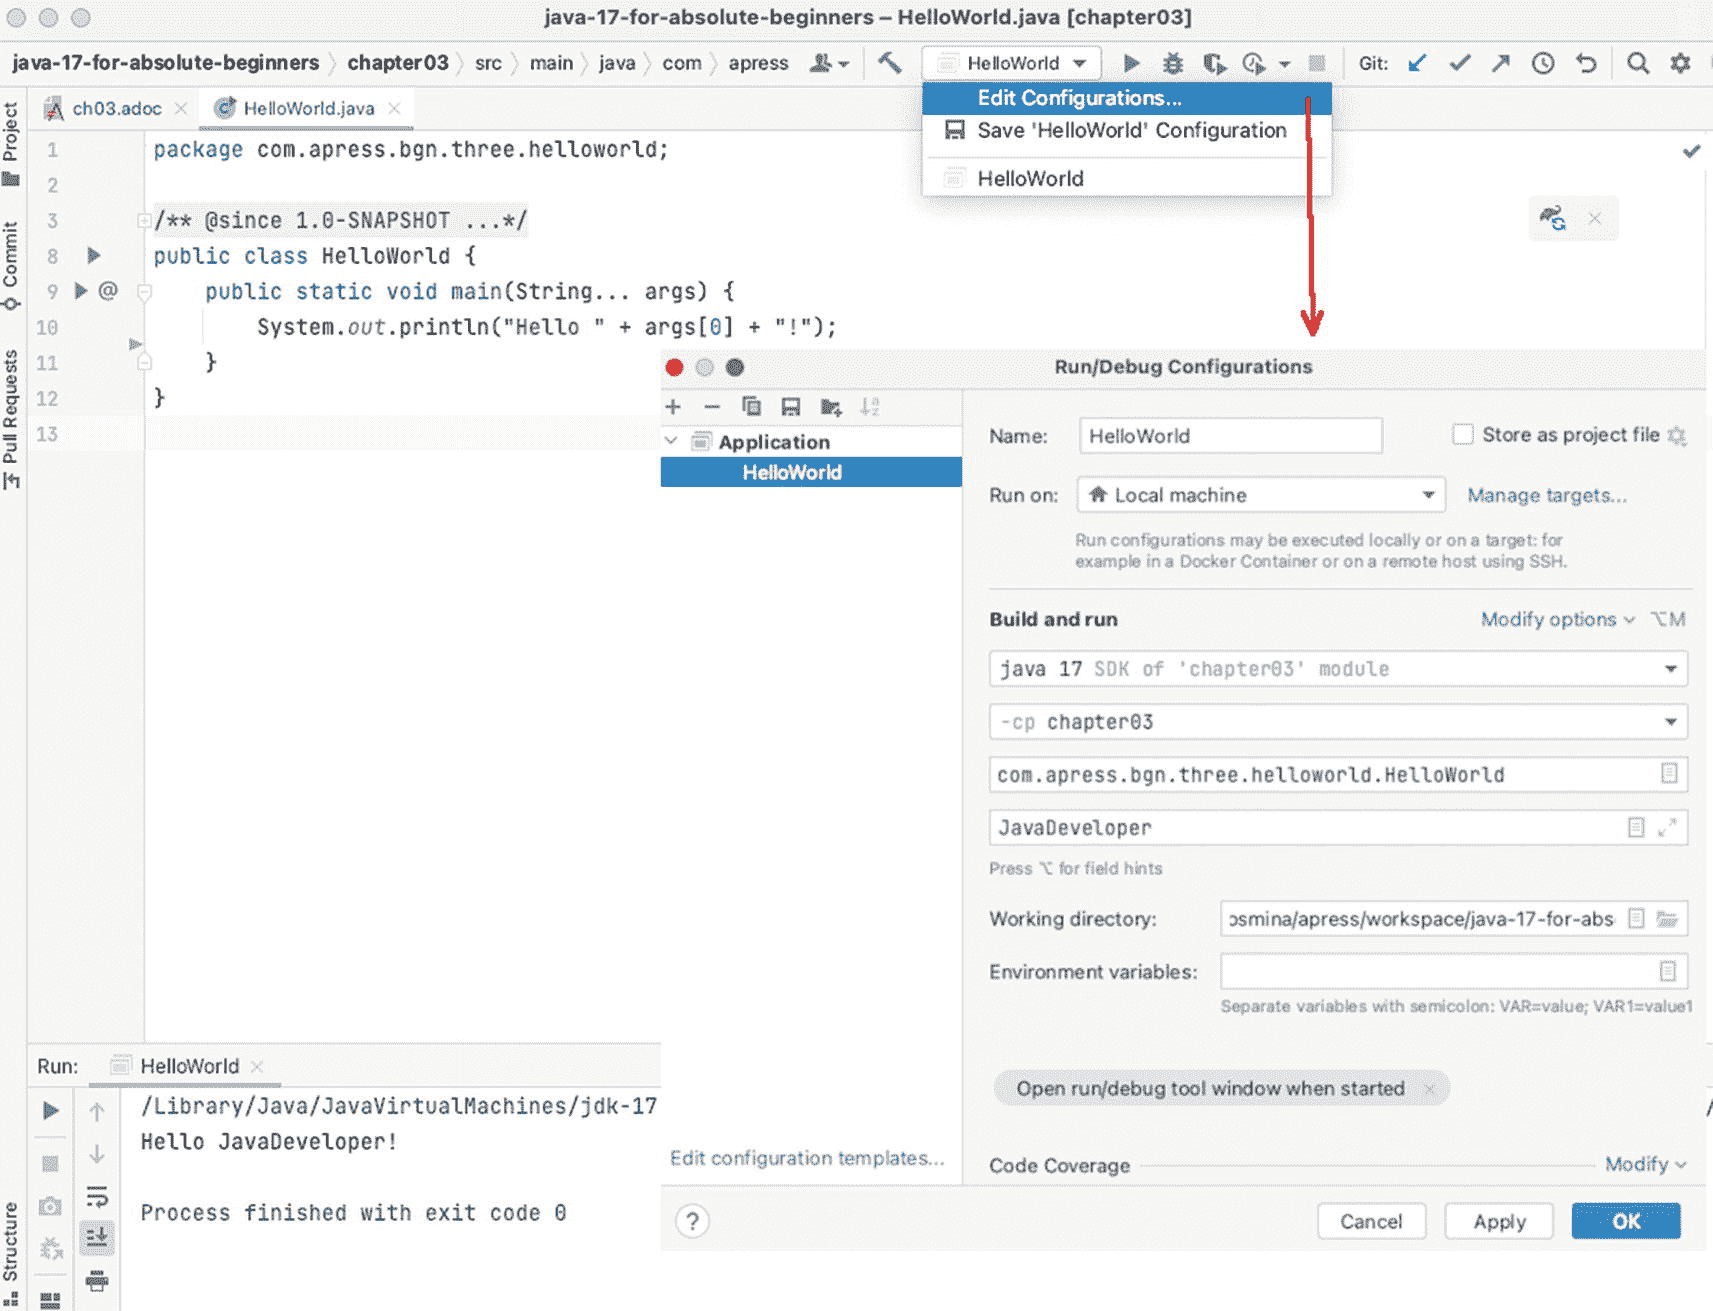 java-17-for-absolute-beginners – HelloWorld.java [chapter03]
java-17-for-absolute-beginners chapter03 src main java com apress HelloWorld Git:
Edit Configurations...
Save 'HelloWorld' Configuration
HelloWorld
ch03.adoc HelloWorld.java
Project
Commit
Pull Requests
Structure
1 package com.apress.bgn.three.helloworld;
2
3 /** @since 1.0-SNAPSHOT ...*/
8 public class HelloWorld {
9 @ public static void main(String... args) {
10 System.out.println("Hello " + args[0] + "!");
11 }
12 }
13
Run/Debug Configurations
Application
HelloWorld
Name: HelloWorld Store as project file
Run on: Local machine Manage targets...
Run configurations may be executed locally or on a target: for
example in a Docker Container or on a remote host using SSH.
Build and run Modify options ⌥M
java 17 SDK of 'chapter03' module
-cp chapter03
com.apress.bgn.three.helloworld.HelloWorld
JavaDeveloper
Press ⌥ for field hints
Working directory: osmina/apress/workspace/java-17-for-abs
Environment variables:
Separate variables with semicolon: VAR=value; VAR1=value1
Open run/debug tool window when started
Code Coverage Modify
Edit configuration templates...
? Cancel Apply OK
Run: HelloWorld
/Library/Java/JavaVirtualMachines/jdk-17
Hello JavaDeveloper!
Process finished with exit code 0